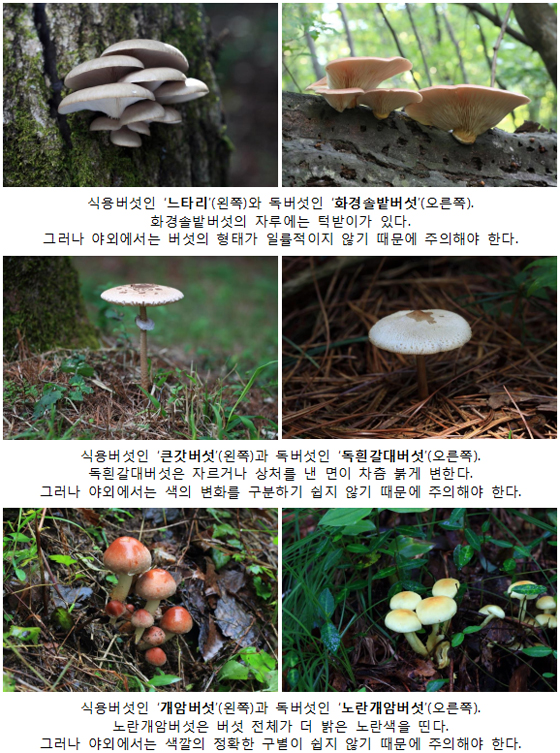 식용버섯인 '느타리'(왼쪽)와 독버섯인 '화경솔밭버섯'(오른쪽).
화경솔밭버섯의 자루에는 턱받이가 있다.
그러나 야외에서는 버섯의 형태가 일률적이지 않기 때문에 주의해야 한다.
식용버섯인 '큰갓버섯'(왼쪽)과 독버섯인 '독흰갈대버섯'(오른쪽).
독흰갈대버섯은 자르거나 상처를 낸 면이 차츰 붉게 변한다.
그러나 야외에서는 색의 변화를 구분하기 쉽지 않기 때문에 주의해야 한다.
식용버섯인 '개암버섯'(왼쪽)과 독버섯인 '노란개암버섯'(오른쪽).
노란개암버섯은 버섯 전체가 더 밝은 노란색을 띤다.
그러나 야외에서는 색깔의 정확한 구별이 쉽지 않기 때문에 주의해야 한다.